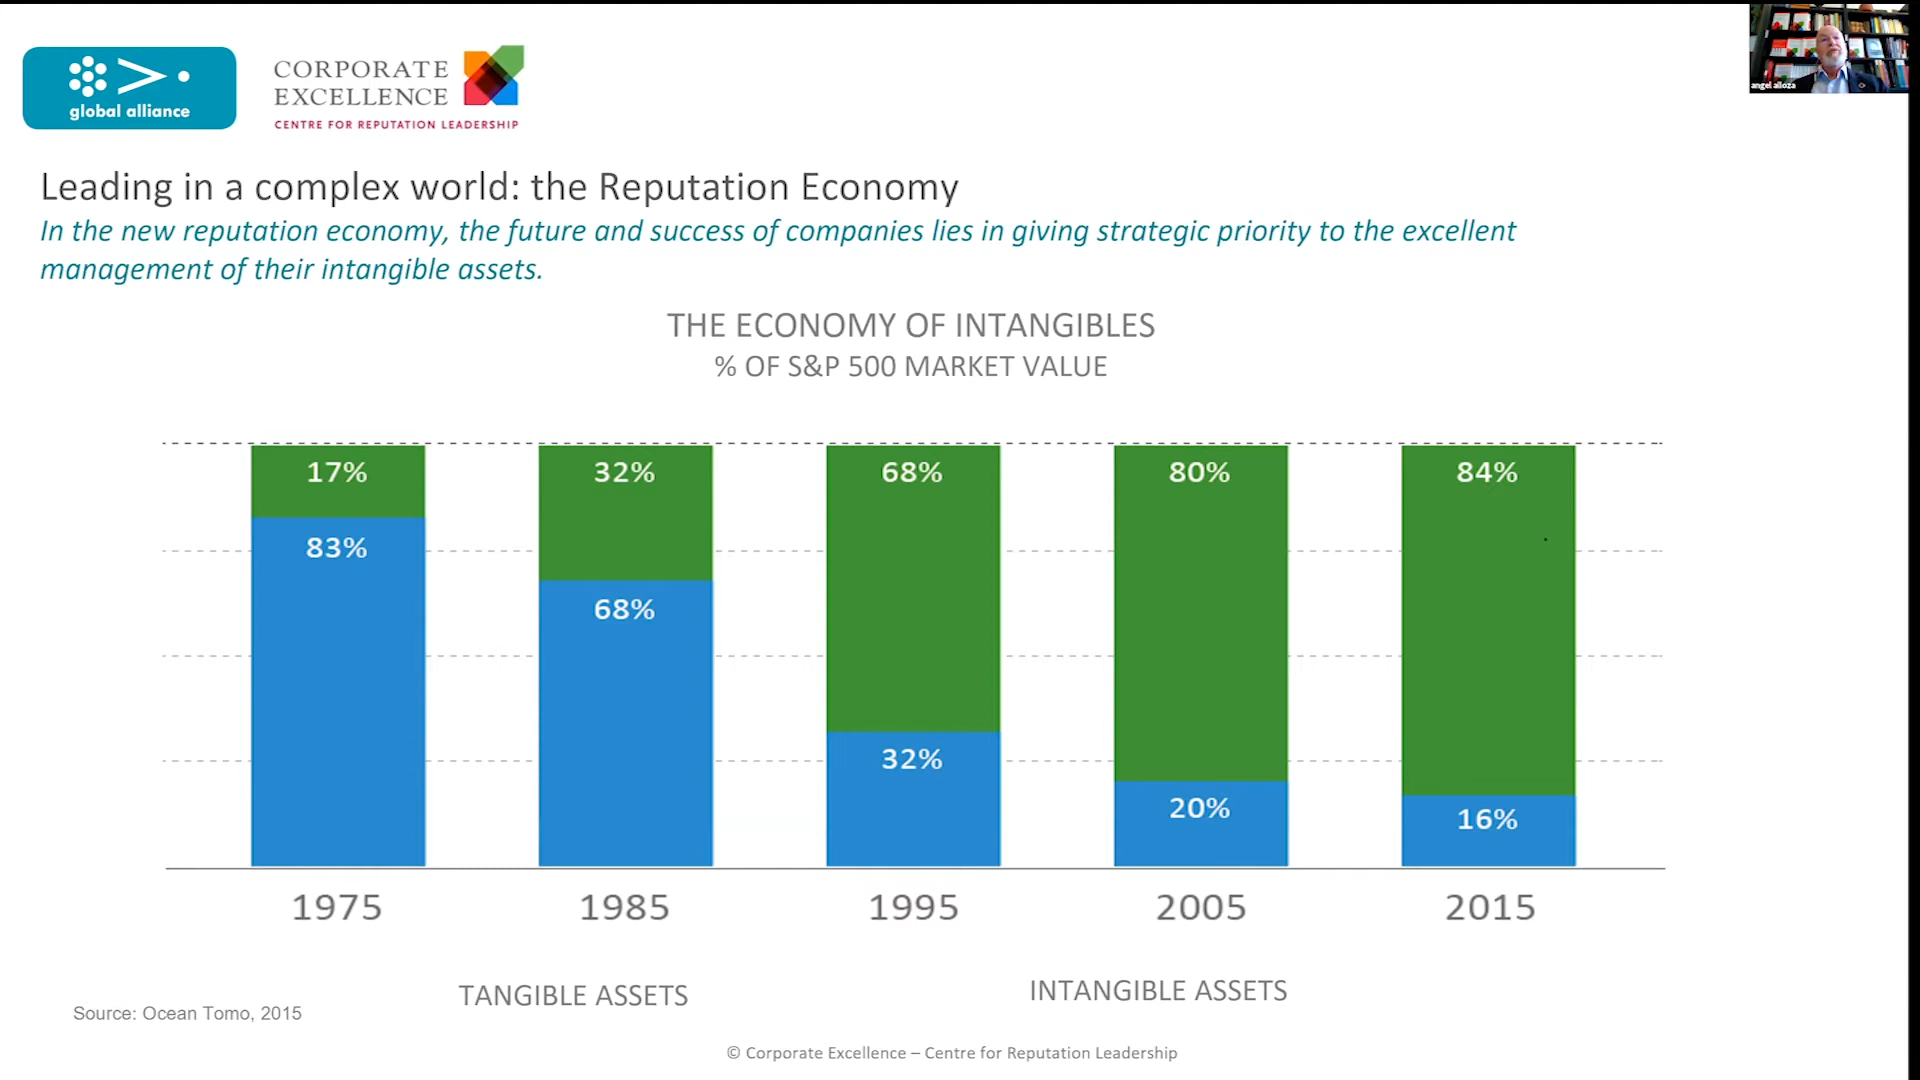 global alliance
CORPORATE
EXCELLENCE
CENTRE FOR REPUTATION LEADERSHIP
angel alloza
Leading in a complex world: the Reputation Economy
In the new reputation economy, the future and success of companies lies in giving strategic priority to the excellent
management of their intangible assets.
THE ECONOMY OF INTANGIBLES
% OF S&P 500 MARKET VALUE
17% 32% 68% 80% 84%
83% 68% 32% 20% 16%
1975 1985 1995 2005 2015
TANGIBLE ASSETS INTANGIBLE ASSETS
Source: Ocean Tomo, 2015
© Corporate Excellence – Centre for Reputation Leadership